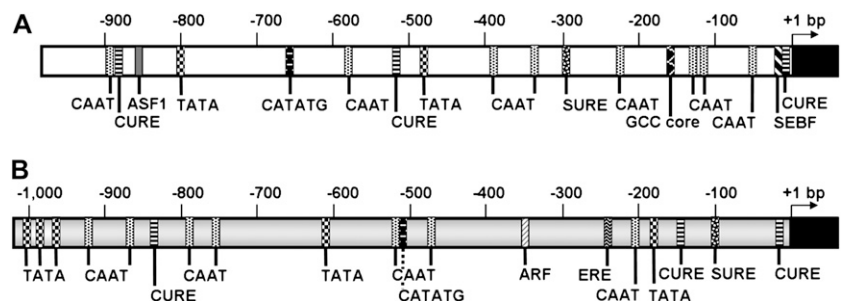 A
-900 -800 -700 -600 -500 -400 -300 -200 -100 +1 bp
CAAT ASF1 TATA CATATG CAAT TATA CAAT SURE CAAT CAAT CURE
CURE CURE GCC core CAAT SEBF
B
-1,000 -900 -800 -700 -600 -500 -400 -300 -200 -100 +1 bp
TATA CAAT CAAT TATA CAAT ARF ERE CURE SURE CURE
CURE CATATG CAAT TATA